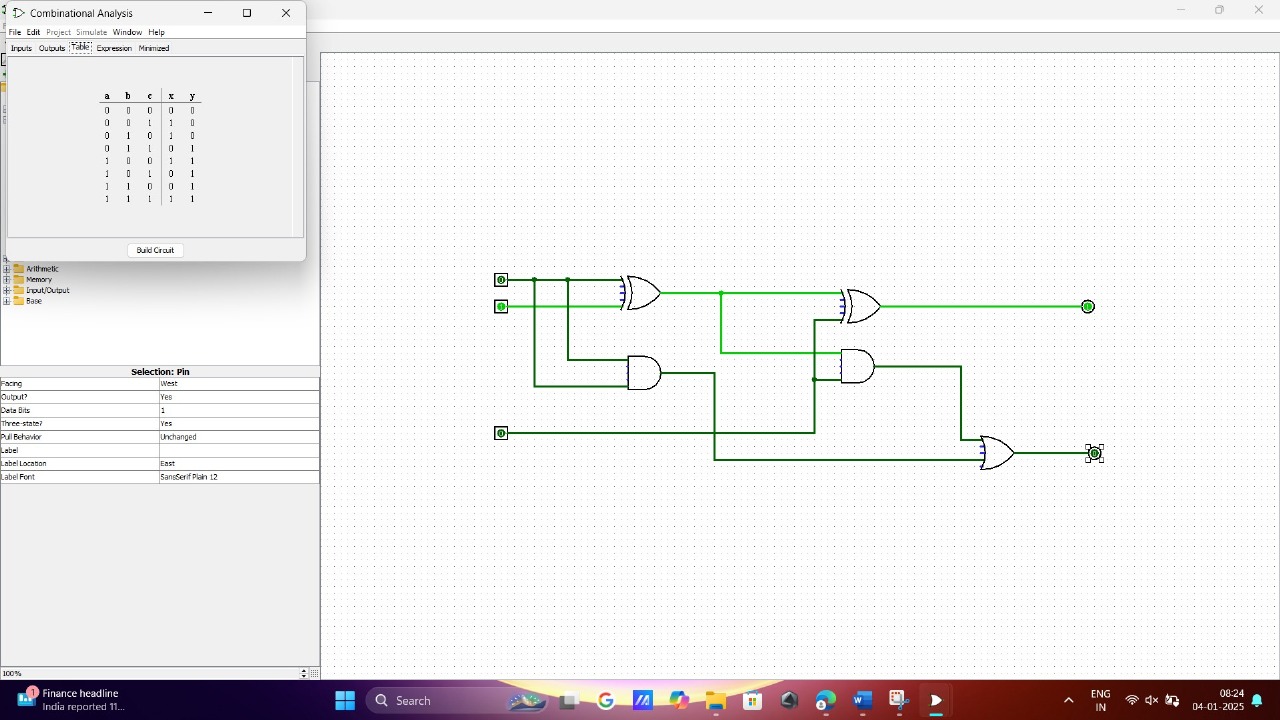 Combinational Analysis
File Edit Project Simulate Window Help
Inputs Outputs Table Expression Minimized
a b c x y
0 0 0 0 0
0 0 1 1 0
0 1 0 1 0
0 1 1 0 1
1 0 0 1 1
1 0 1 0 1
1 1 0 0 1
1 1 1 1 1
Build Circuit
Arithmetic
Memory
Input/Output
Base
Selection: Pin
Facing West
Output? Yes
Data Bits 1
Three-state? Yes
Pull Behavior Unchanged
Label
Label Location East
Label Font SansSerif Plain 12
100%
1
Finance headline
India reported 11...
Search
ENG
IN
08:24
04-01-2025